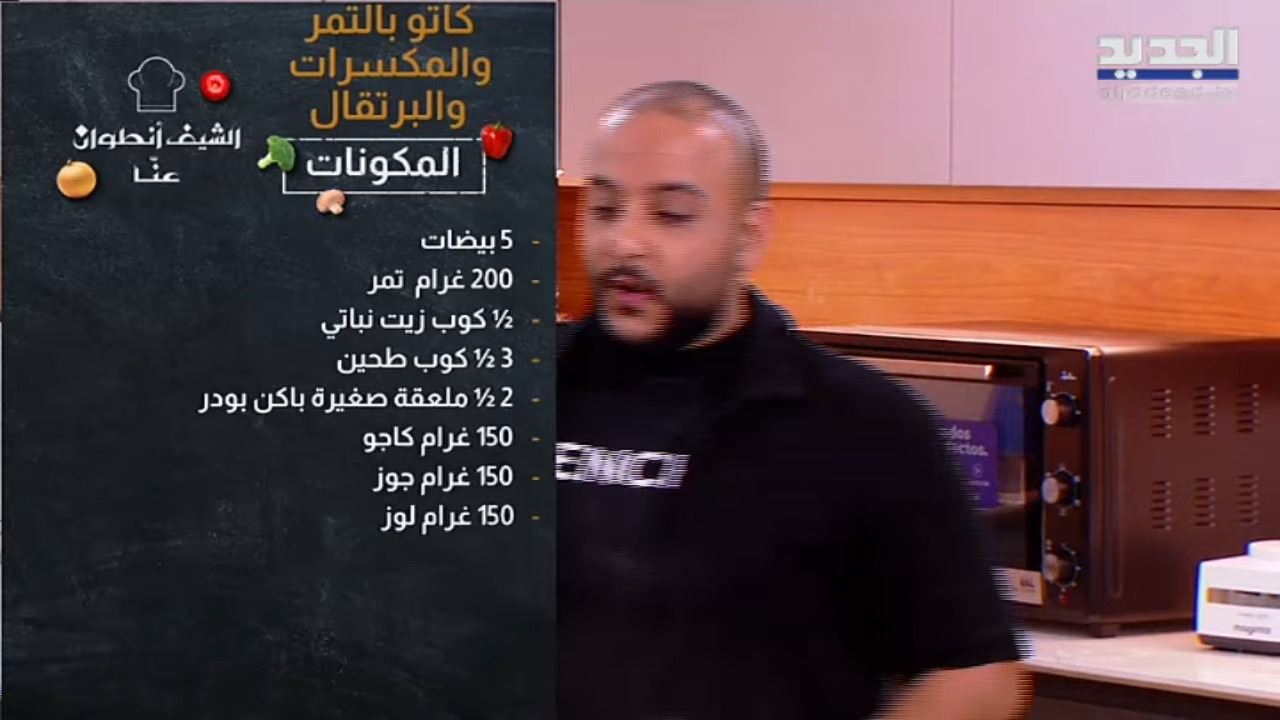 كاتو بالتمر
والمكسرات
والبرتقال
الشيف أنطوان
عنّا
المكونات
- 5 بيضات
- 200 غرام تمر
- ½ كوب زيت نباتي
- 3 ½ كوب طحين
- 2 ½ ملعقة صغيرة باكن بودر
- 150 غرام كاجو
- 150 غرام جوز
- 150 غرام لوز
الجديد